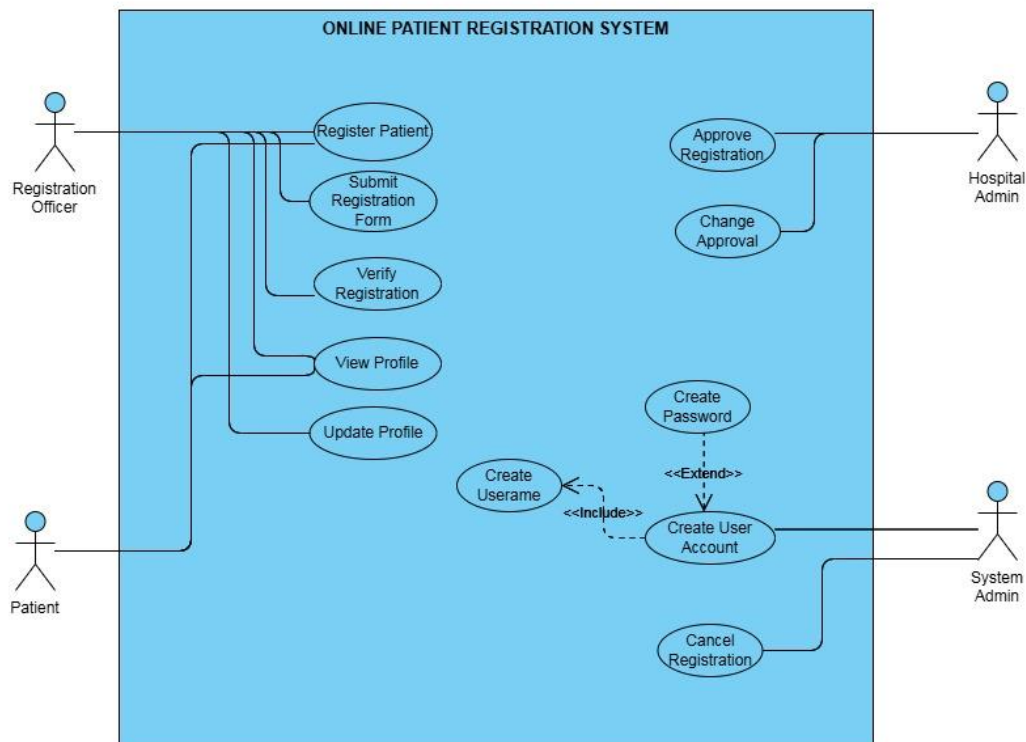 ONLINE PATIENT REGISTRATION SYSTEM
Registration
Officer
Register Patient
Submit
Registration
Form
Verify
Registration
View Profile
Update Profile
Patient
Approve
Registration
Change
Approval
Hospital
Admin
Create
Password
<<Extend>>
Create
Userame
<<Include>>
Create User
Account
Cancel
Registration
System
Admin